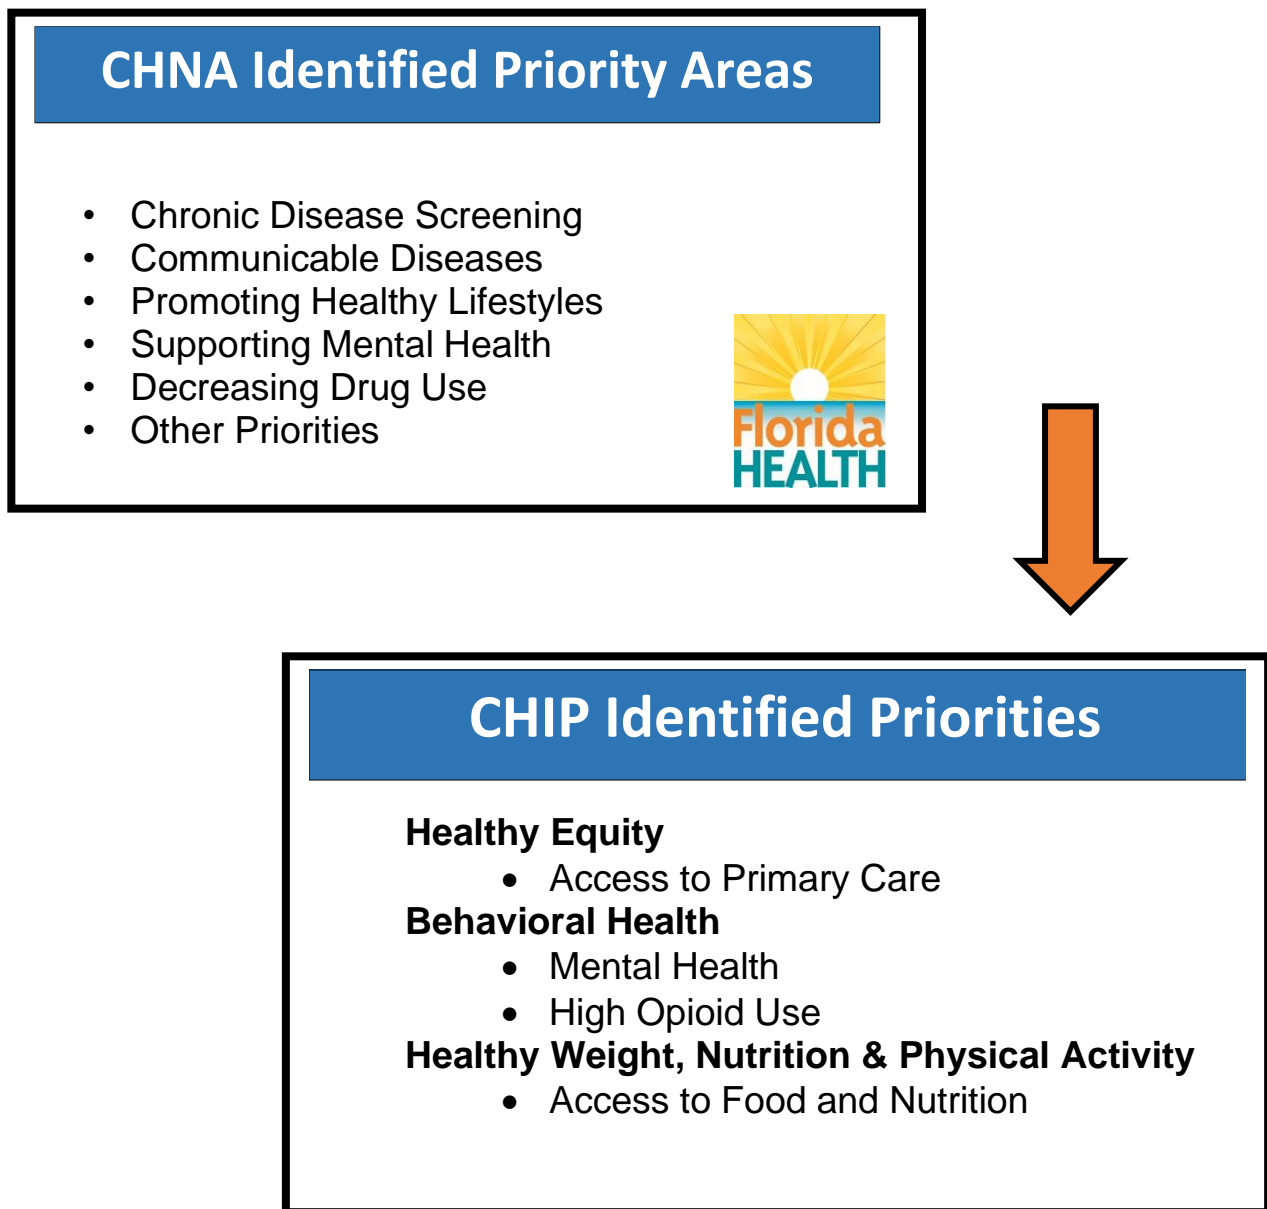 CHNA Identified Priority Areas
• Chronic Disease Screening
• Communicable Diseases
• Promoting Healthy Lifestyles
• Supporting Mental Health
• Decreasing Drug Use
• Other Priorities
Florida
HEALTH
CHIP Identified Priorities
Healthy Equity
• Access to Primary Care
Behavioral Health
• Mental Health
• High Opioid Use
Healthy Weight, Nutrition & Physical Activity
• Access to Food and Nutrition